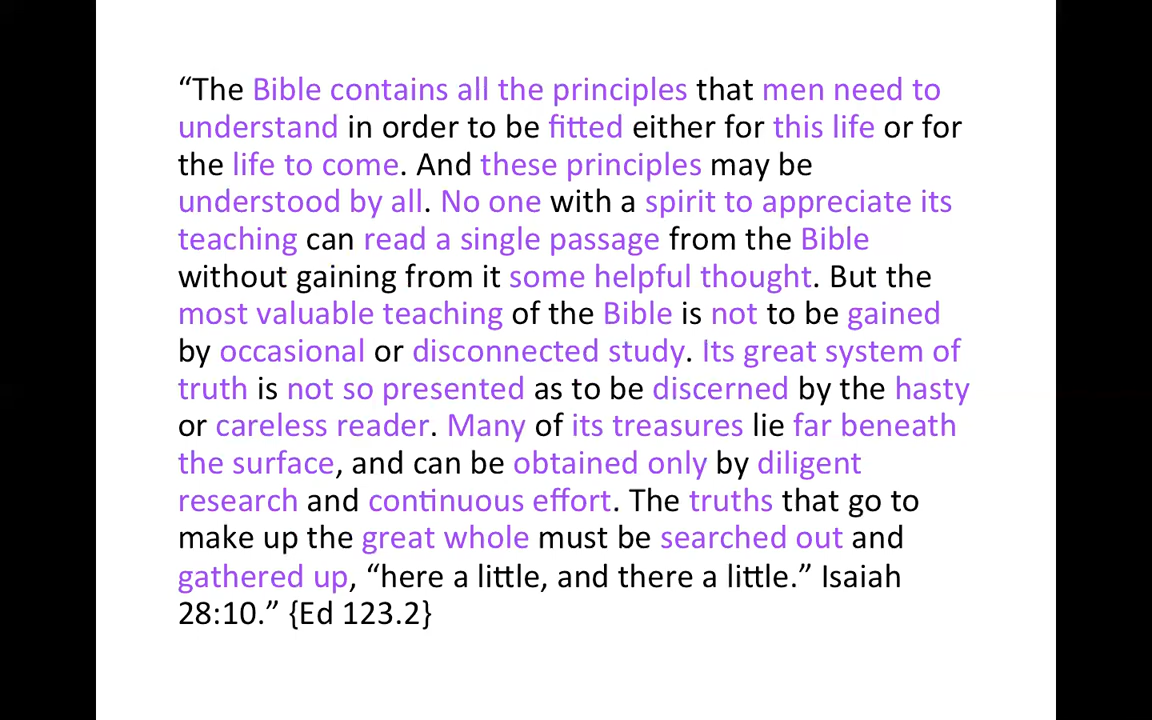 “The Bible contains all the principles that men need to
understand in order to be fitted either for this life or for
the life to come. And these principles may be
understood by all. No one with a spirit to appreciate its
teaching can read a single passage from the Bible
without gaining from it some helpful thought. But the
most valuable teaching of the Bible is not to be gained
by occasional or disconnected study. Its great system of
truth is not so presented as to be discerned by the hasty
or careless reader. Many of its treasures lie far beneath
the surface, and can be obtained only by diligent
research and continuous effort. The truths that go to
make up the great whole must be searched out and
gathered up, “here a little, and there a little.” Isaiah
28:10.” {Ed 123.2}